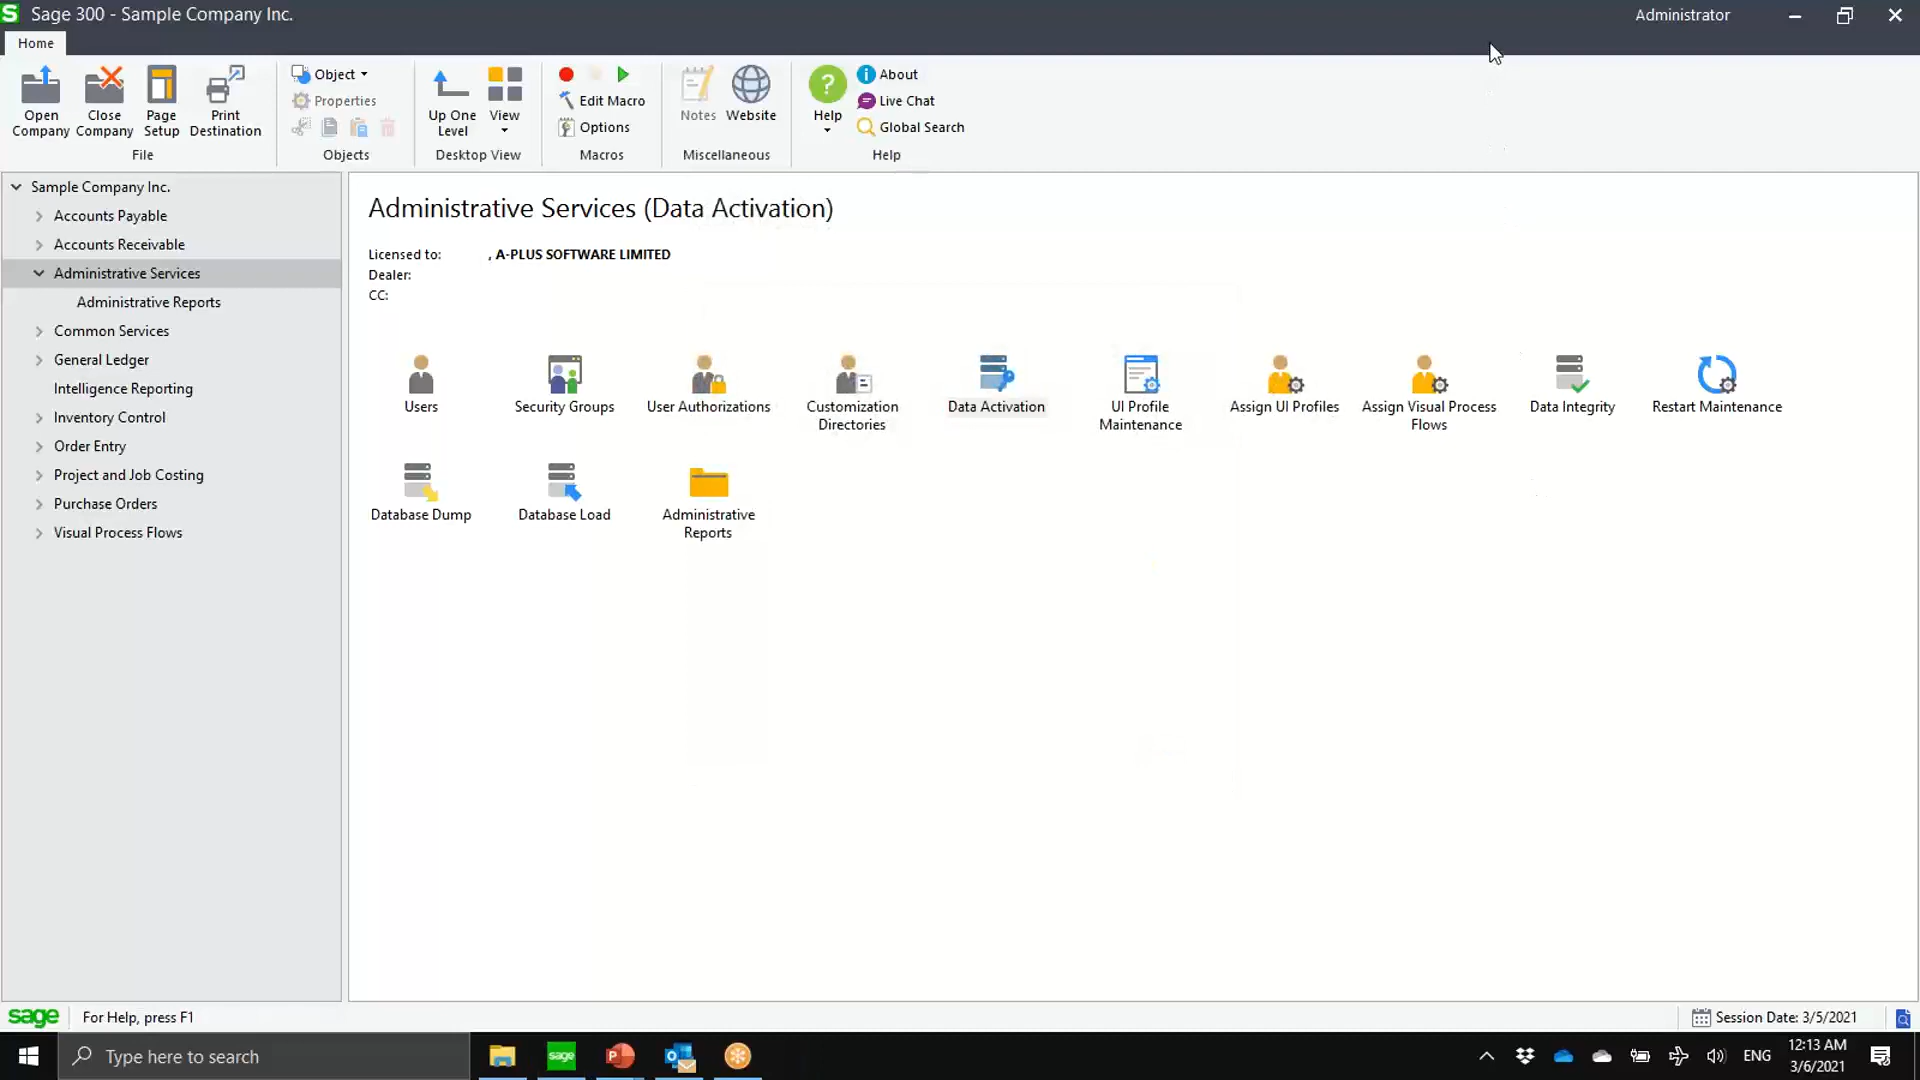 S Sage 300 - Sample Company Inc.
Administrator
Home
Open Company
Close Company
Page Setup
Print Destination
File
Object
Properties
Objects
Up One Level
View
Desktop View
Edit Macro
Options
Macros
Notes
Website
Miscellaneous
? Help
i About
Live Chat
Global Search
Help
Sample Company Inc.
Accounts Payable
Accounts Receivable
Administrative Services
Administrative Reports
Common Services
General Ledger
Intelligence Reporting
Inventory Control
Order Entry
Project and Job Costing
Purchase Orders
Visual Process Flows
Administrative Services (Data Activation)
Licensed to: , A-PLUS SOFTWARE LIMITED
Dealer:
CC:
Users
Security Groups
User Authorizations
Customization Directories
Data Activation
UI Profile Maintenance
Assign UI Profiles
Assign Visual Process Flows
Data Integrity
Restart Maintenance
Database Dump
Database Load
Administrative Reports
sage
For Help, press F1
Session Date: 3/5/2021
Type here to search
sage
ENG
12:13 AM
3/6/2021